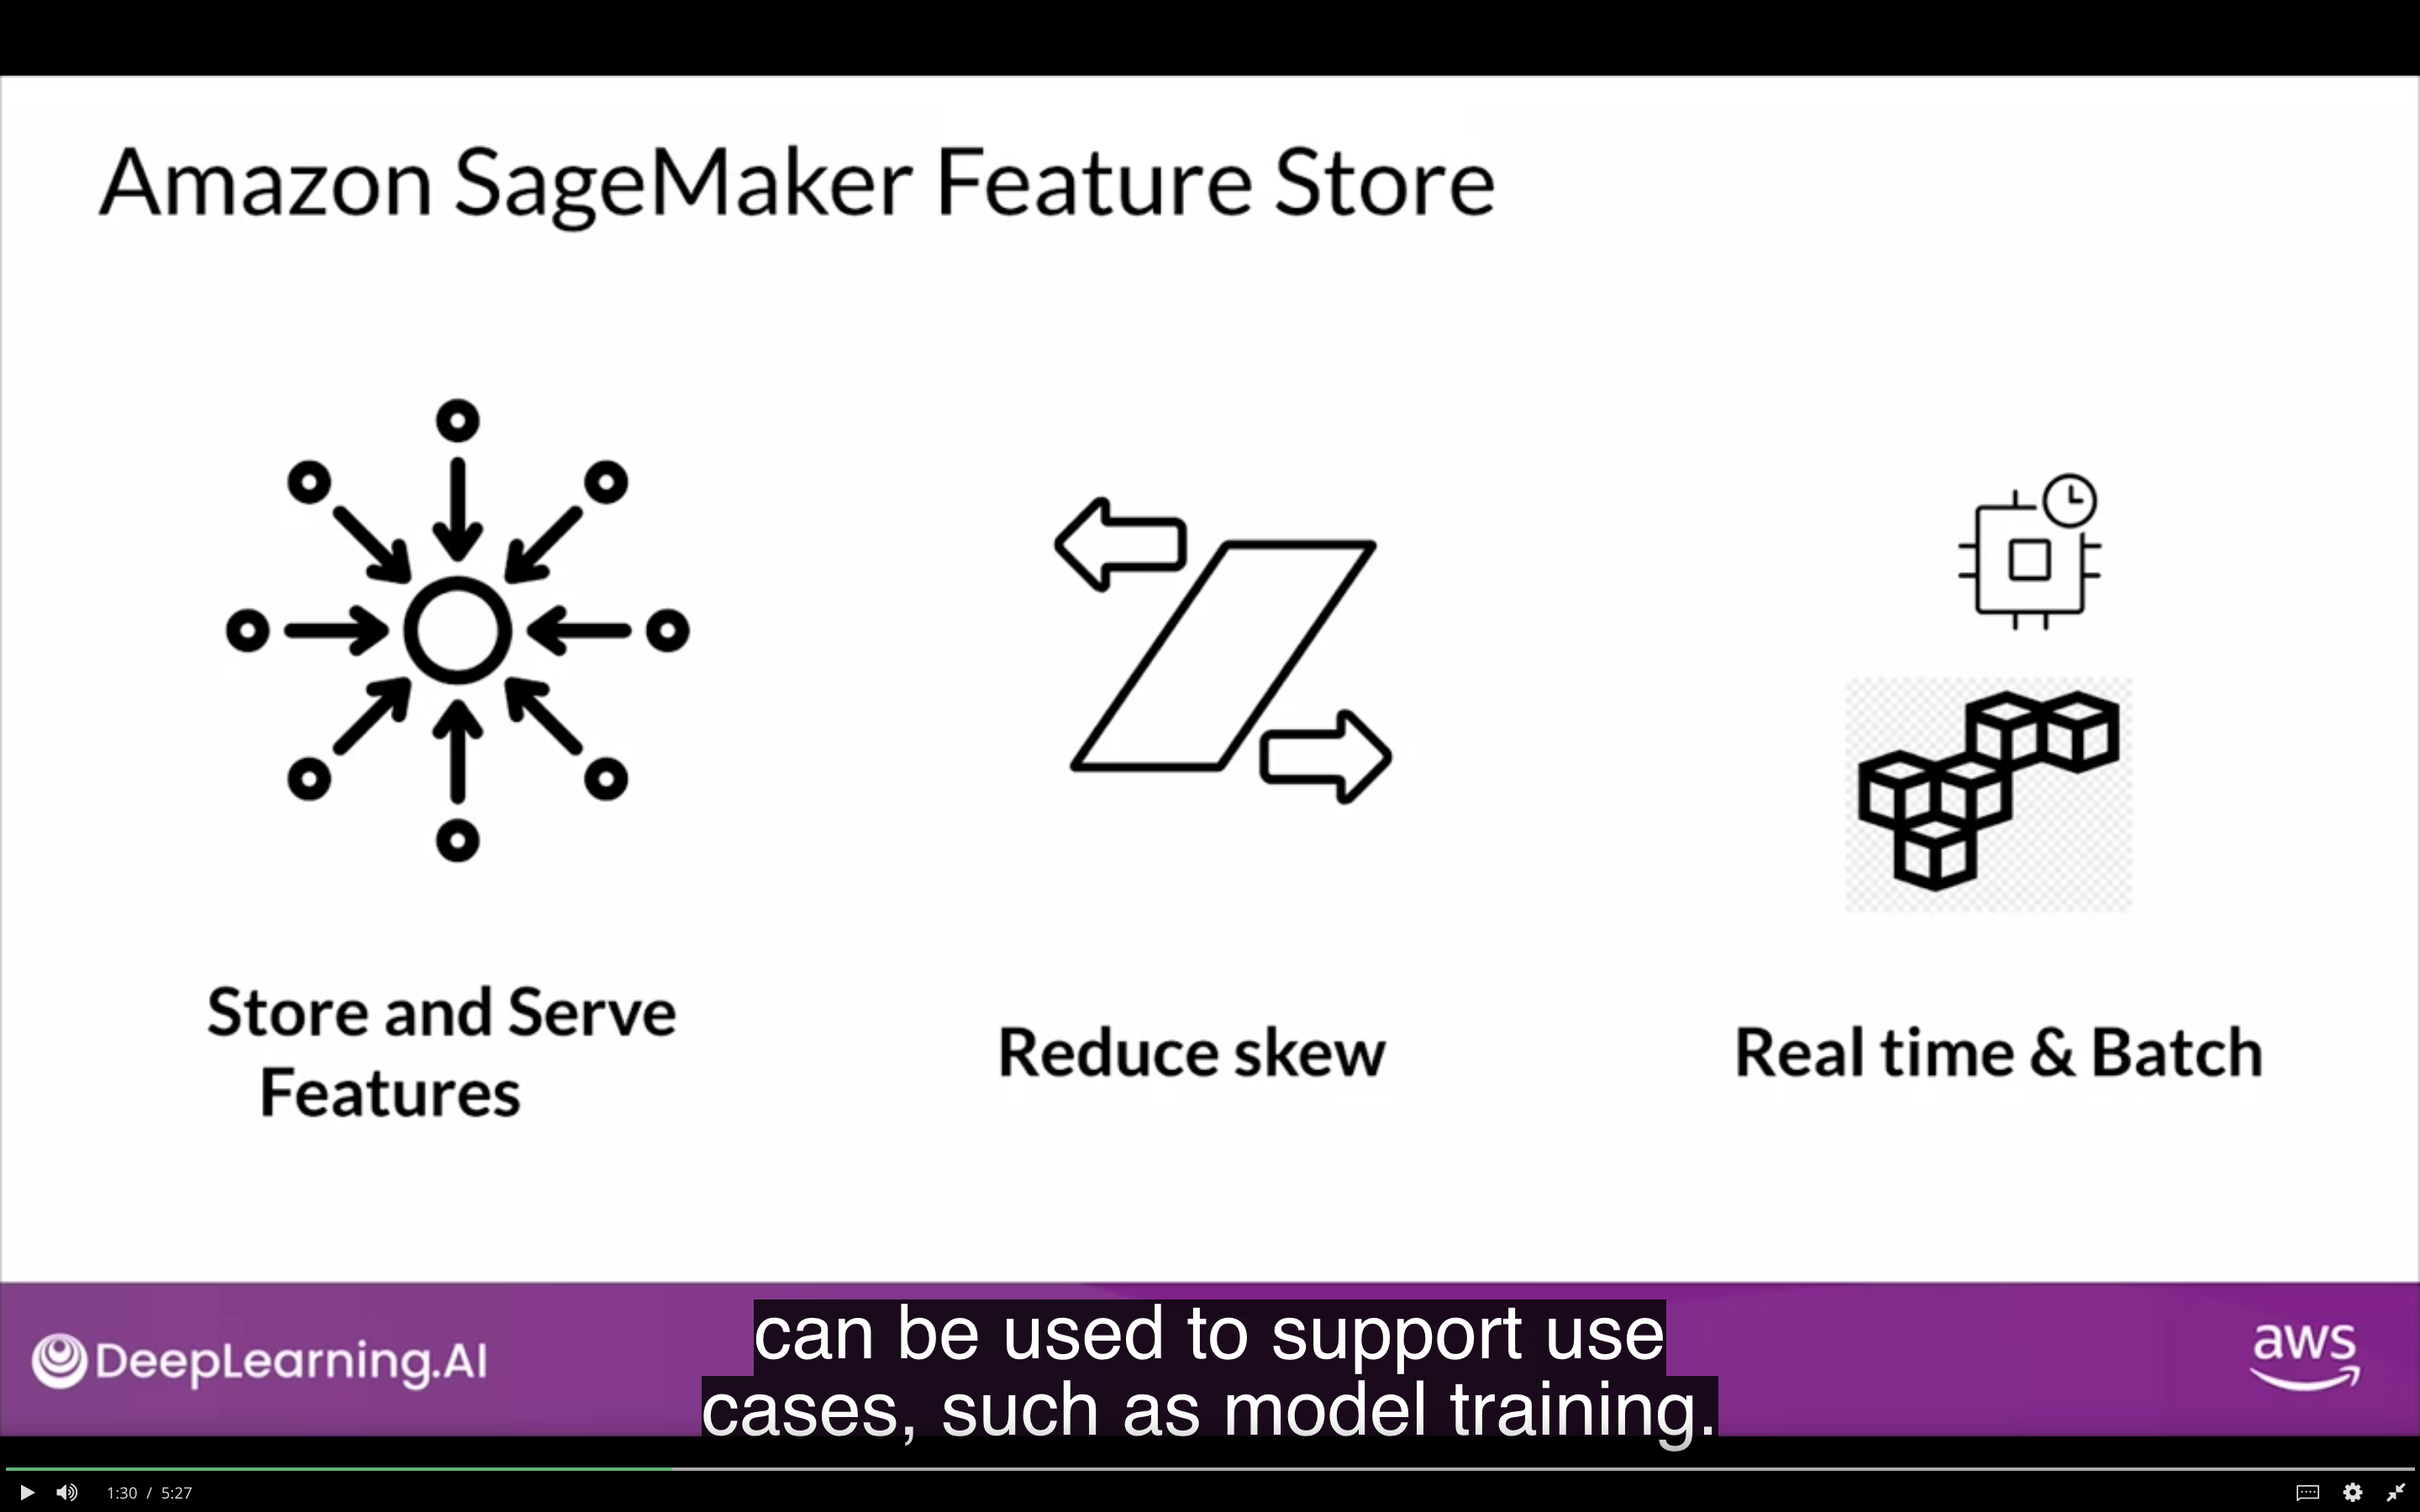 Amazon SageMaker Feature Store
Store and Serve
Features
Reduce skew
Real time & Batch
DeepLearning.AI
can be used to support use
cases, such as model training.
aws
1:30 / 5:27